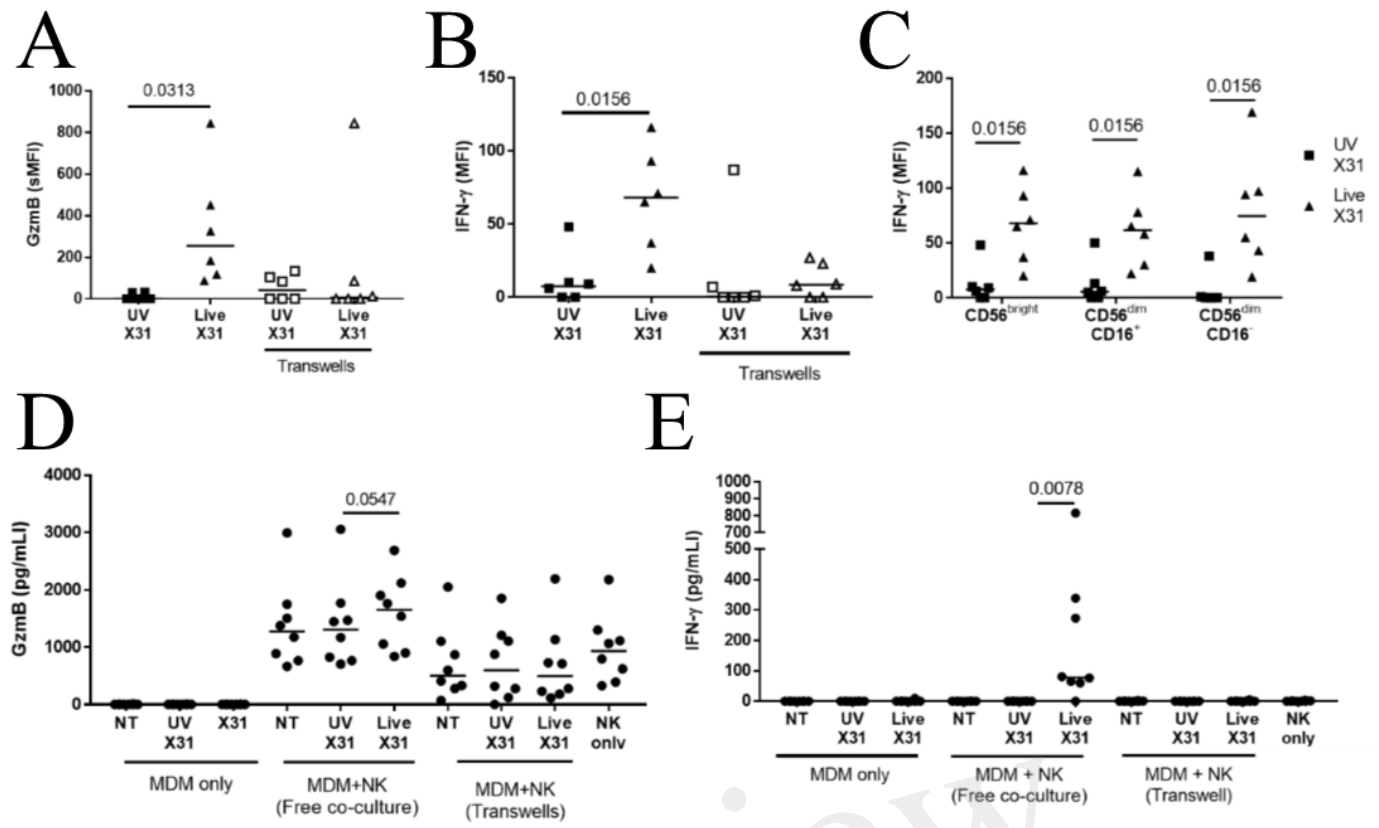 A
GzmB (sMFI)
1000
800
600
400
200
0
0.0313
UV Live UV Live
X31 X31 X31 X31
Transwells
B
IFN-γ (MFI)
150
100
50
0
0.0156
UV Live UV Live
X31 X31 X31 X31
Transwells
C
IFN-γ (MFI)
200
150
100
50
0
0.0156 0.0156 0.0156
CD56bright CD56dim CD56dim
CD16+ CD16-
UV
X31
Live
X31
D
GzmB (pg/mLl)
4000
3000
2000
1000
0
0.0547
NT UV X31 NT UV Live NT UV Live NK
X31 X31 X31 X31 X31 only
MDM only MDM+NK MDM+NK
(Free co-culture) (Transwells)
E
IFN-γ (pg/mLl)
1000
900
800
700
500
400
300
200
100
0
0.0078
NT UV Live NT UV Live NT UV Live NK
X31 X31 X31 X31 X31 X31 only
MDM only MDM + NK MDM + NK
(Free co-culture) (Transwell)